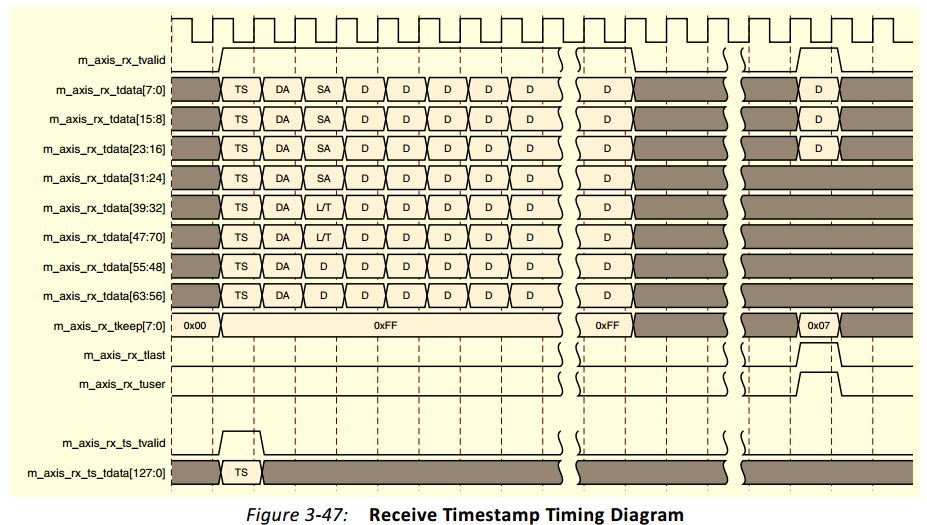 m_axis_rx_tvalid
m_axis_rx_tdata[7:0] TS DA SA D D D D D D D
m_axis_rx_tdata[15:8] TS DA SA D D D D D D D
m_axis_rx_tdata[23:16] TS DA SA D D D D D D D
m_axis_rx_tdata[31:24] TS DA SA D D D D D D
m_axis_rx_tdata[39:32] TS DA L/T D D D D D D
m_axis_rx_tdata[47:70] TS DA L/T D D D D D D
m_axis_rx_tdata[55:48] TS DA D D D D D D D
m_axis_rx_tdata[63:56] TS DA D D D D D D D
m_axis_rx_tkeep[7:0] 0x00 0xFF 0xFF 0x07
m_axis_rx_tlast
m_axis_rx_tuser
m_axis_rx_ts_tvalid
m_axis_rx_ts_tdata[127:0] TS
Figure 3-47: Receive Timestamp Timing Diagram